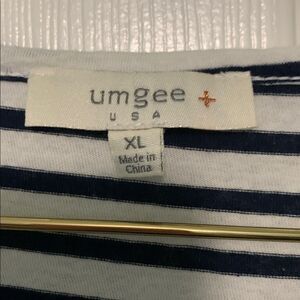 umgee +
USA
XL
Made in
China